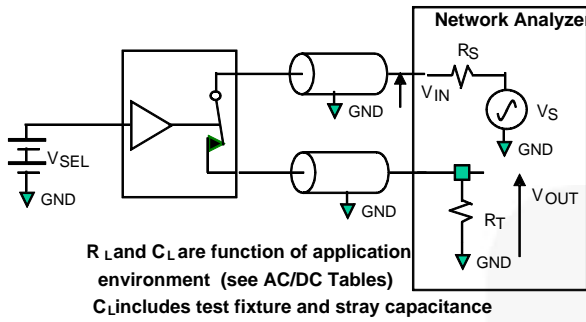 Network Analyzer
RS
VIN
GND
VS
GND
VSEL
GND
GND
VOUT
RT
GND
R L and C L are function of application
environment (see AC/DC Tables)
CL includes test fixture and stray capacitance